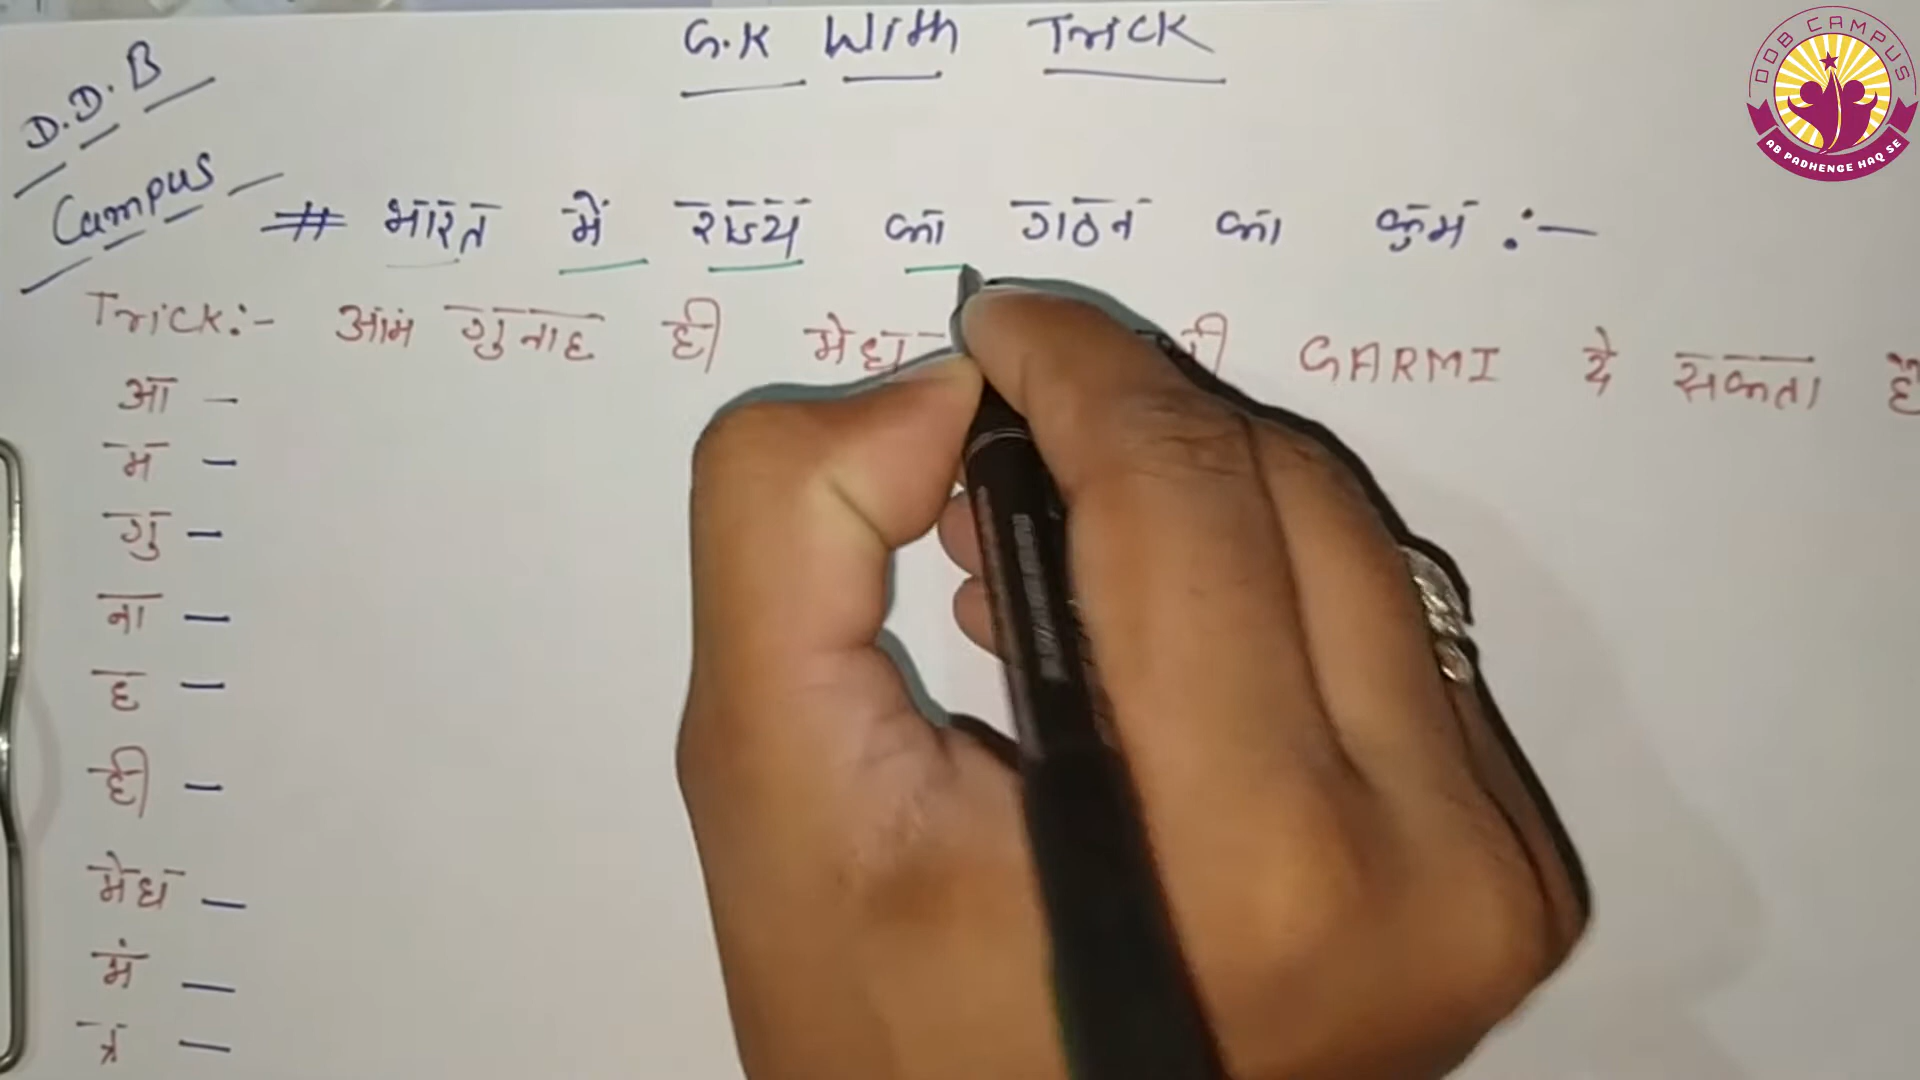 G.K With Trick
D.D.B
Campus
# भारत में राज्य का गठन का क्रम :-
Trick:- आम गुनाह ही मेघा GARMI दे सकता है
आ -
म -
गु -
ना -
ह -
ही -
मेघ -
म -
त्र -
DDB CAMPUS
AB PADHENGE HAQ SE